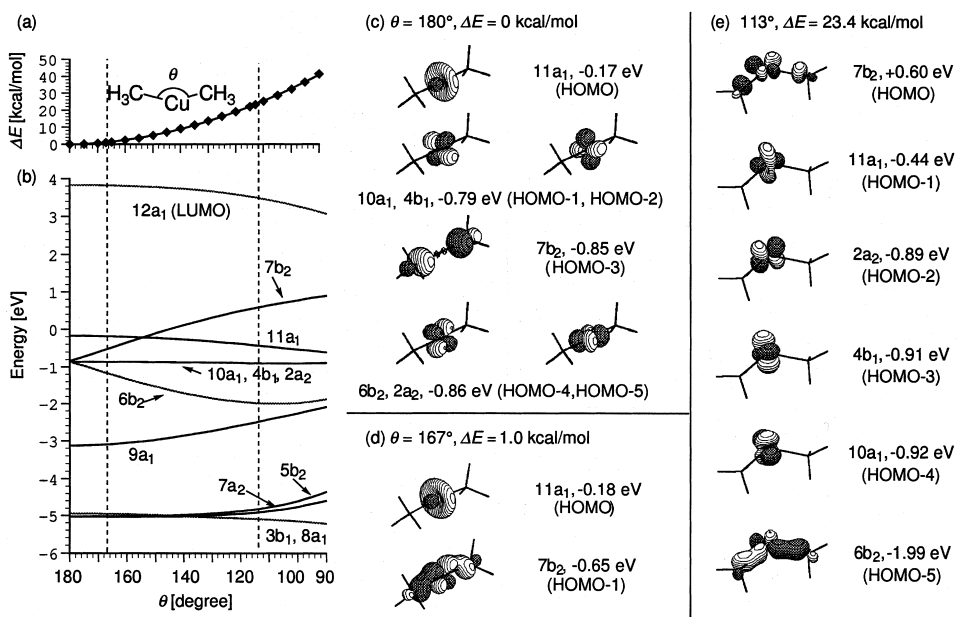 (a)
ΔE [kcal/mol]
50
40
30
20
10
0
θ
H₃C Cu CH₃
(b)
Energy [eV]
4
3
2
1
0
-1
-2
-3
-4
-5
-6
12a₁ (LUMO)
7b₂
11a₁
10a₁, 4b₁, 2a₂
6b₂
9a₁
5b₂
7a₂
3b₁, 8a₁
180
160
140
120
100
90
θ [degree]
(c) θ = 180°, ΔE = 0 kcal/mol
11a₁, -0.17 eV
(HOMO)
10a₁, 4b₁, -0.79 eV (HOMO-1, HOMO-2)
7b₂, -0.85 eV
(HOMO-3)
6b₂, 2a₂, -0.86 eV (HOMO-4,HOMO-5)
(d) θ = 167°, ΔE = 1.0 kcal/mol
11a₁, -0.18 eV
(HOMO)
7b₂, -0.65 eV
(HOMO-1)
(e) 113°, ΔE = 23.4 kcal/mol
7b₂, +0.60 eV
(HOMO)
11a₁, -0.44 eV
(HOMO-1)
2a₂, -0.89 eV
(HOMO-2)
4b₁, -0.91 eV
(HOMO-3)
10a₁, -0.92 eV
(HOMO-4)
6b₂, -1.99 eV
(HOMO-5)